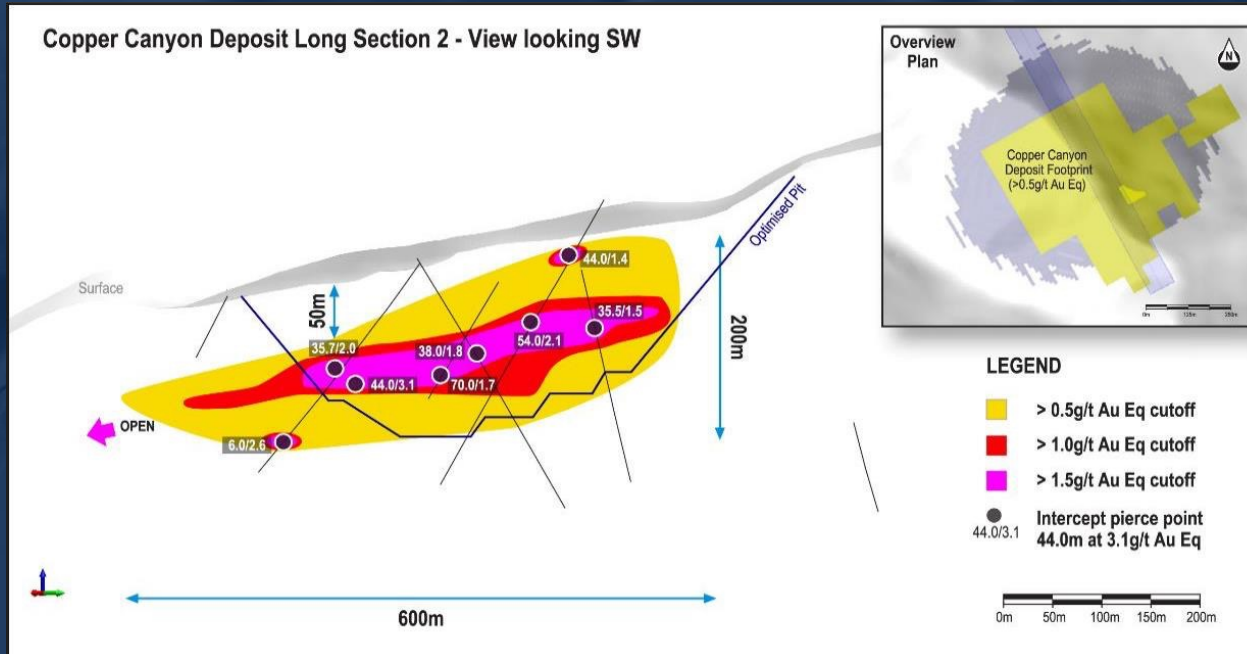 Copper Canyon Deposit Long Section 2 - View looking SW
Overview
Plan
N
Copper Canyon
Deposit Footprint
(>0.5g/t Au Eq)
0m 125m 250m
Optimised Pit
Surface
50m
200m
44.0/1.4
35.5/1.5
54.0/2.1
38.0/1.8
35.7/2.0
44.0/3.1
70.0/1.7
6.0/2.6
OPEN
600m
LEGEND
> 0.5g/t Au Eq cutoff
> 1.0g/t Au Eq cutoff
> 1.5g/t Au Eq cutoff
44.0/3.1
Intercept pierce point
44.0m at 3.1g/t Au Eq
0m 50m 100m 150m 200m